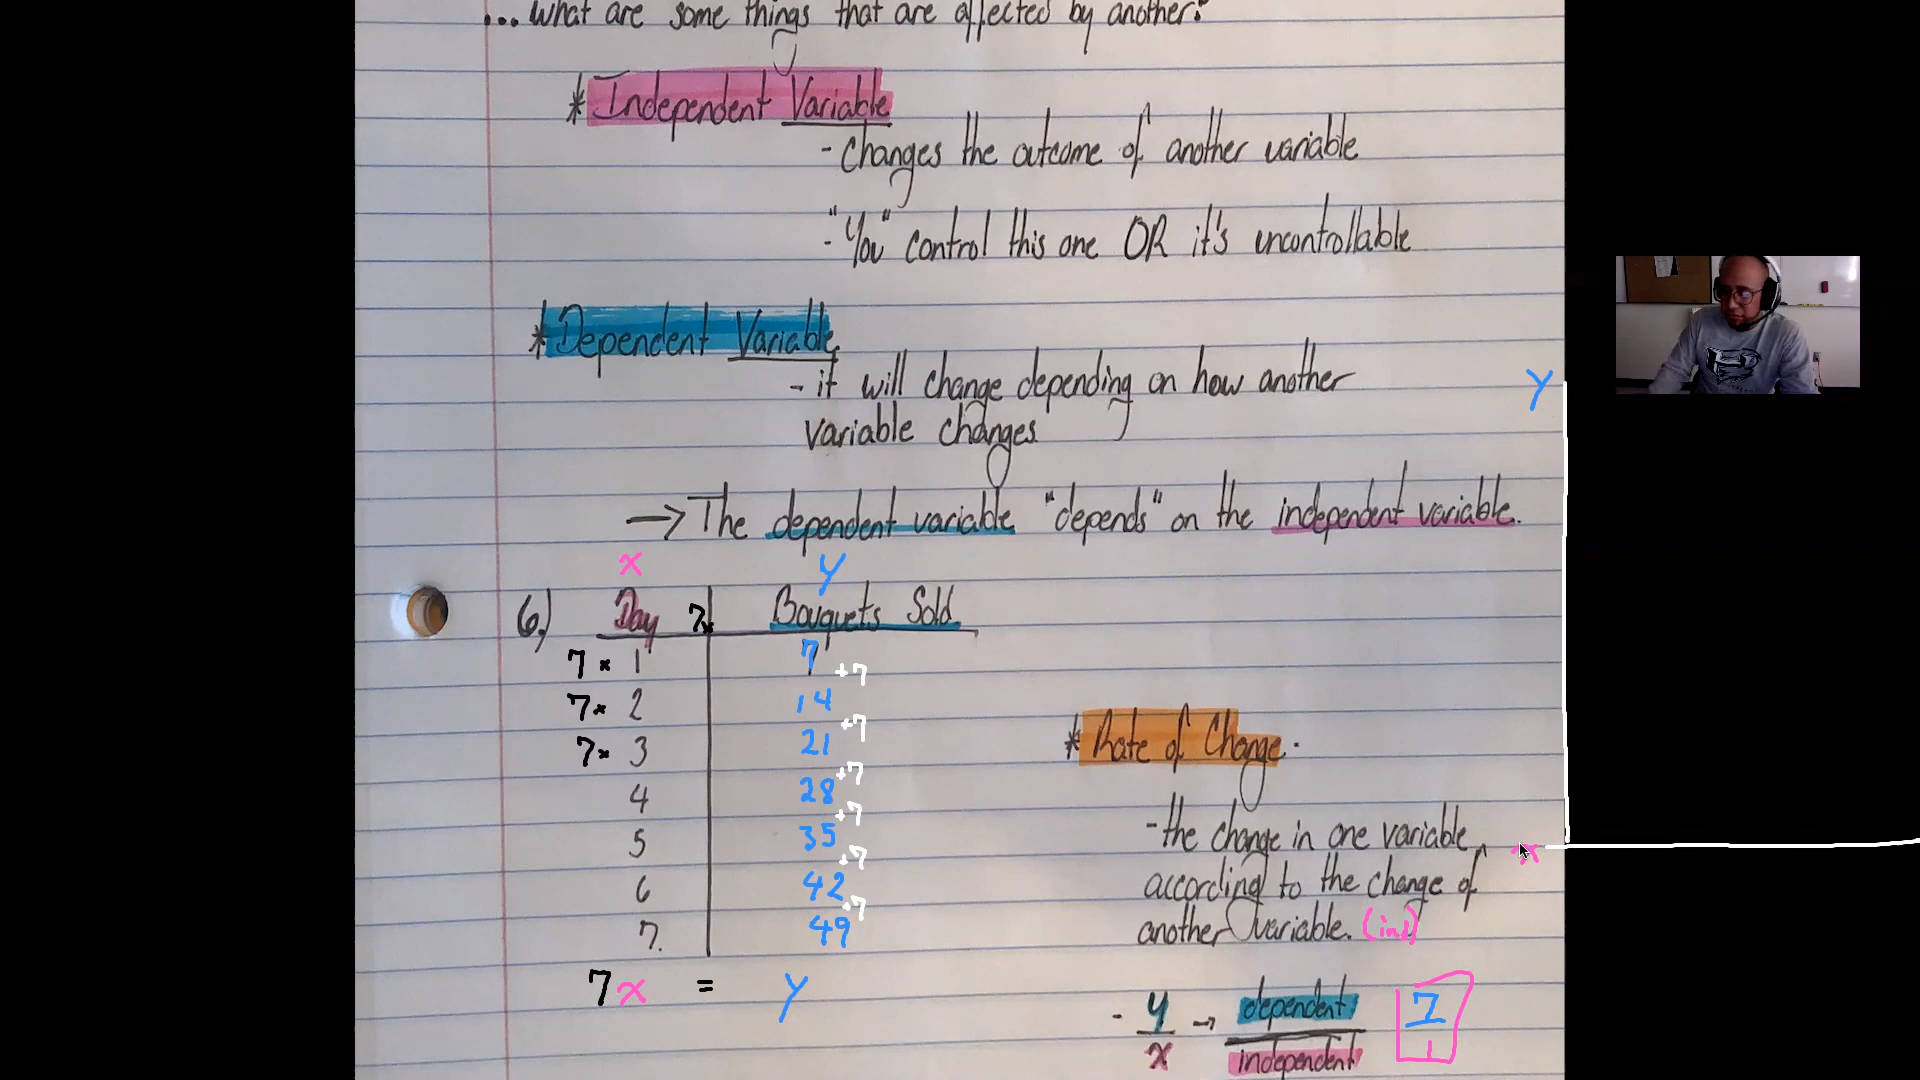 ...what are some things that are affected by another?
* Independent Variable
- Changes the outcome of another variable
- "You" control this one OR it's uncontrollable
* Dependent Variable
- it will change depending on how another
variable changes.
→ The dependent variable "depends" on the independent variable.
x y
6.) Day 7x Bouquets Sold
7 × 1 7 +7
7 × 2 14 +7
7 × 3 21 +7
4 28 +7
5 35 +7
6 42 +7
7. 49
7x = y
* Rate of Change.
- the change in one variable,
according to the change of
another variable.
- y/x → dependent/independent 7/1
y
x